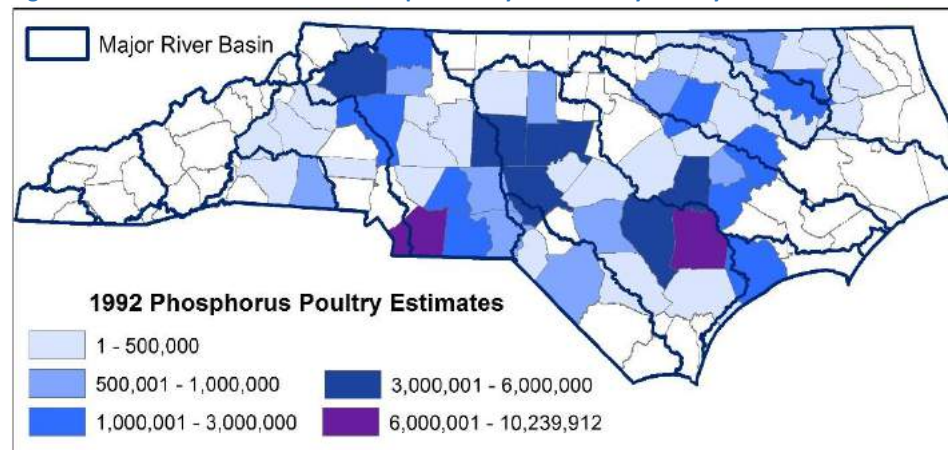 Major River Basin
1992 Phosphorus Poultry Estimates
1 - 500,000
500,001 - 1,000,000
1,000,001 - 3,000,000
3,000,001 - 6,000,000
6,000,001 - 10,239,912